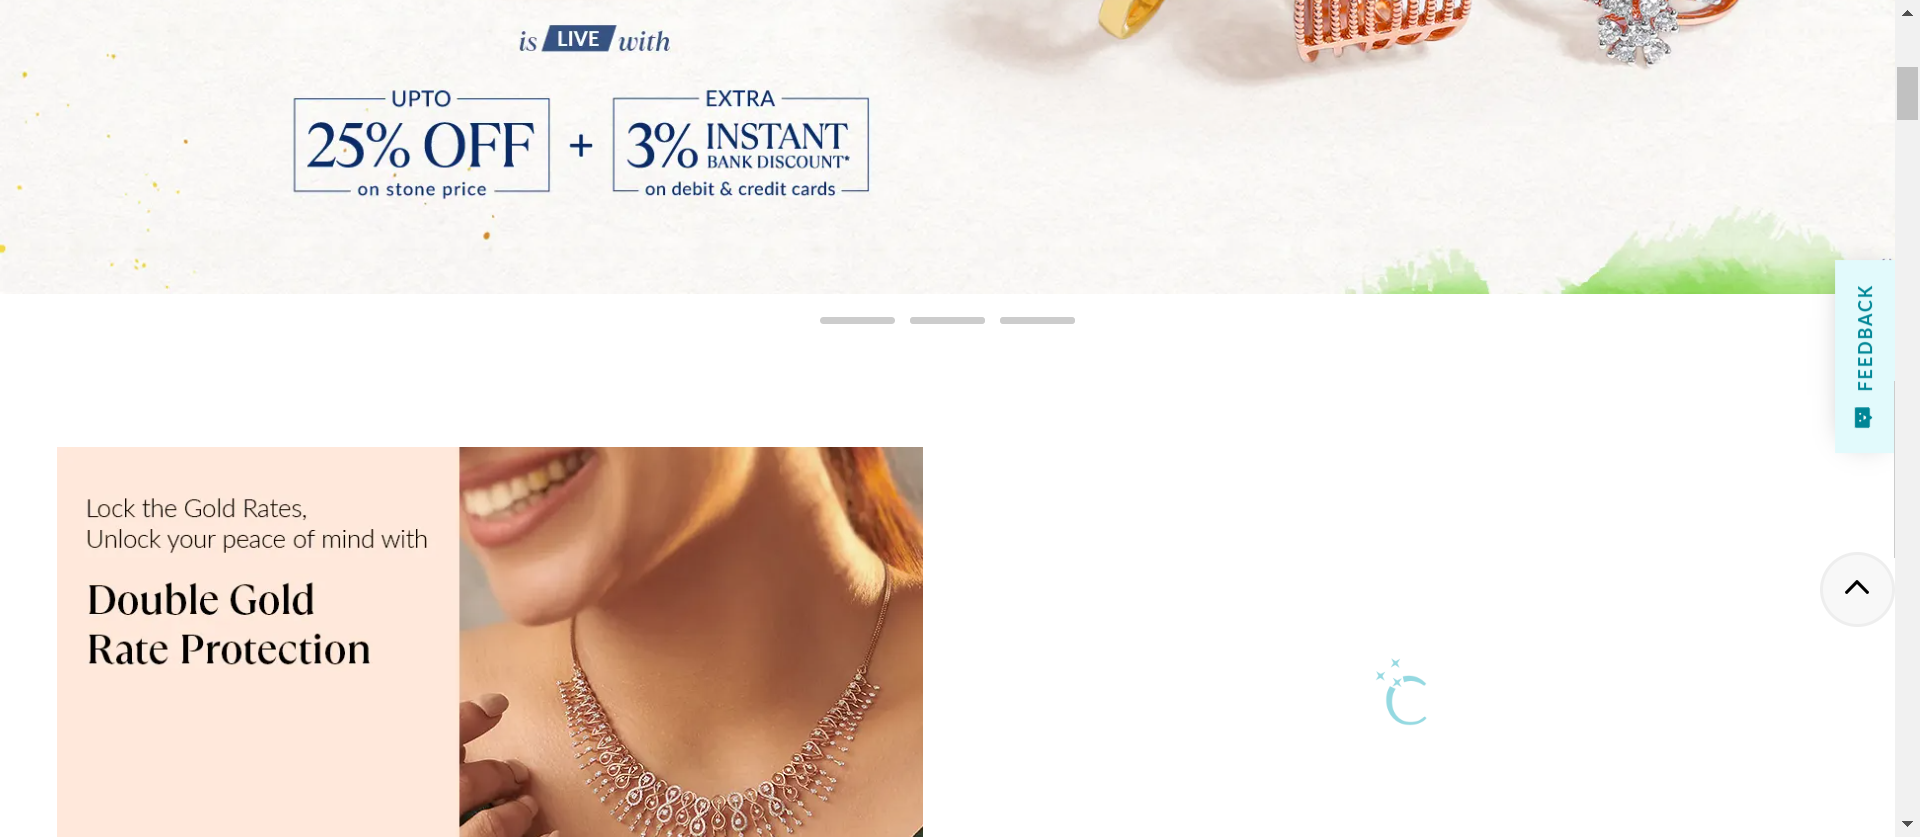 is LIVE with
UPTO
25% OFF
on stone price
+
EXTRA
3% INSTANT
BANK DISCOUNT*
on debit & credit cards
FEEDBACK
Lock the Gold Rates,
Unlock your peace of mind with
Double Gold
Rate Protection